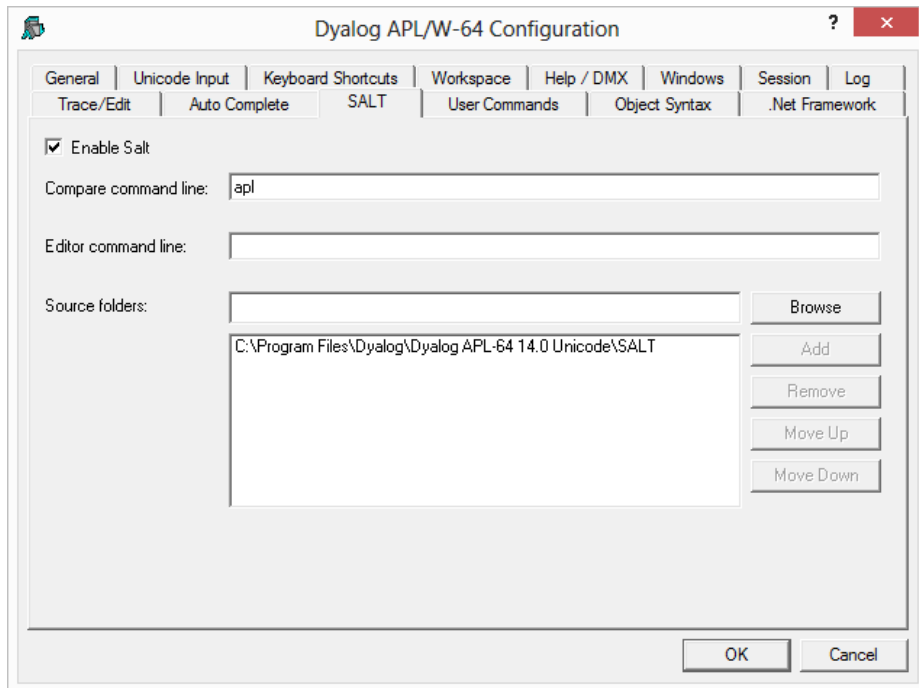 Dyalog APL/W-64 Configuration ?
General Unicode Input Keyboard Shortcuts Workspace Help / DMX Windows Session Log
Trace/Edit Auto Complete SALT User Commands Object Syntax .Net Framework
Enable Salt
Compare command line: apl
Editor command line:
Source folders: Browse
C:\Program Files\Dyalog\Dyalog APL-64 14.0 Unicode\SALT
Add
Remove
Move Up
Move Down
OK Cancel